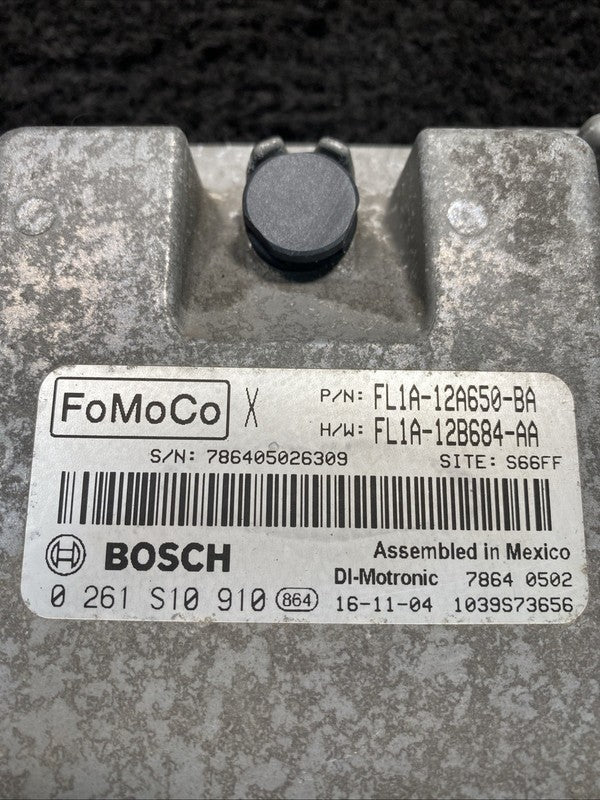 FoMoCo X P/N: FL1A-12A650-BA
H/W: FL1A-12B684-AA
S/N: 786405026309 SITE: S66FF
BOSCH Assembled in Mexico
DI-Motronic 7864 0502
0 261 S10 910 864 16-11-04 1039S73656